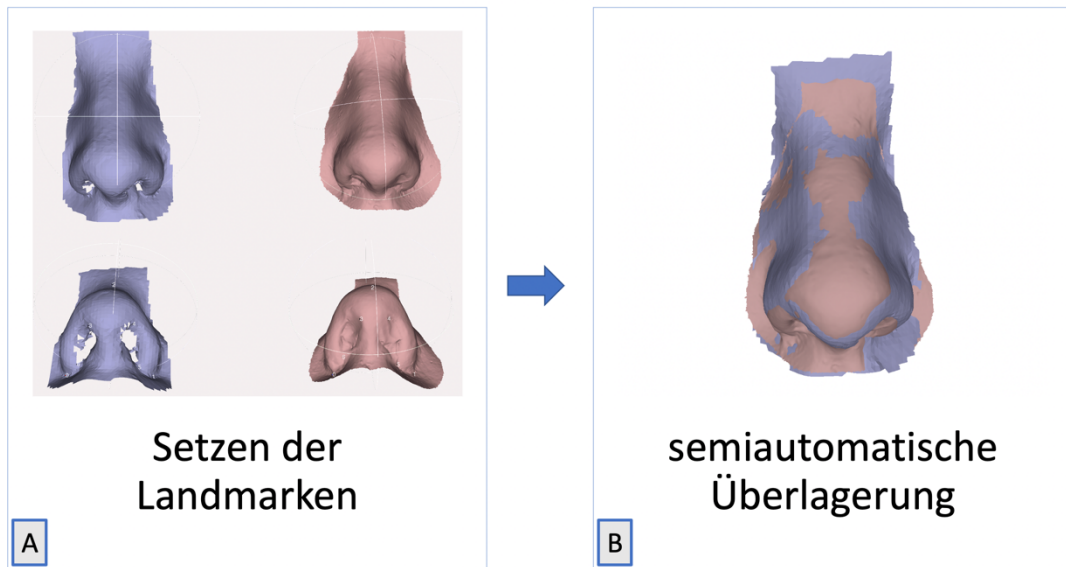 Setzen der
Landmarken
A
semiautomatische
Überlagerung
B